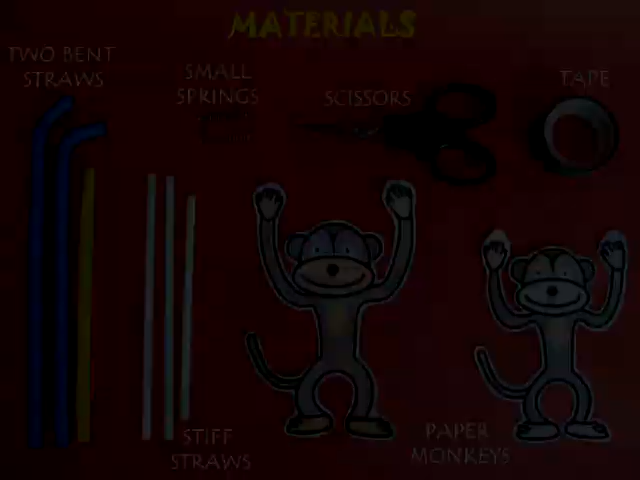 MATERIALS
TWO BENT
STRAWS
SMALL
SPRINGS
SCISSORS
TAPE
STIFF
STRAWS
PAPER
MONKEYS